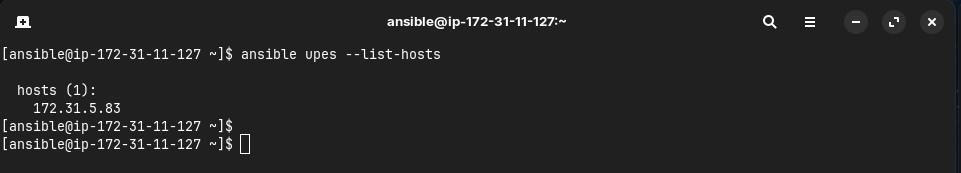 ansible@ip-172-31-11-127:~
[ansible@ip-172-31-11-127 ~]$ ansible upes --list-hosts
hosts (1):
172.31.5.83
[ansible@ip-172-31-11-127 ~]$
[ansible@ip-172-31-11-127 ~]$